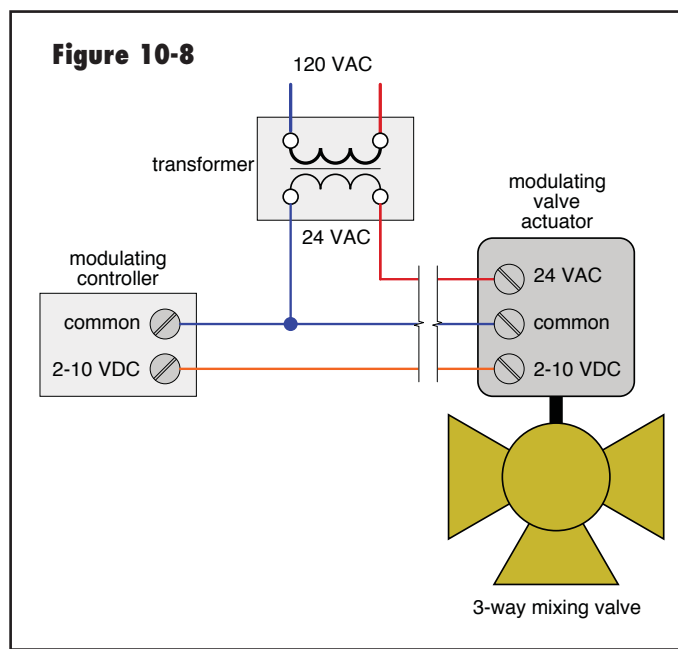 Figure 10-8
120 VAC
transformer
24 VAC
modulating
valve
actuator
modulating
controller
common
2-10 VDC
24 VAC
common
2-10 VDC
3-way mixing valve